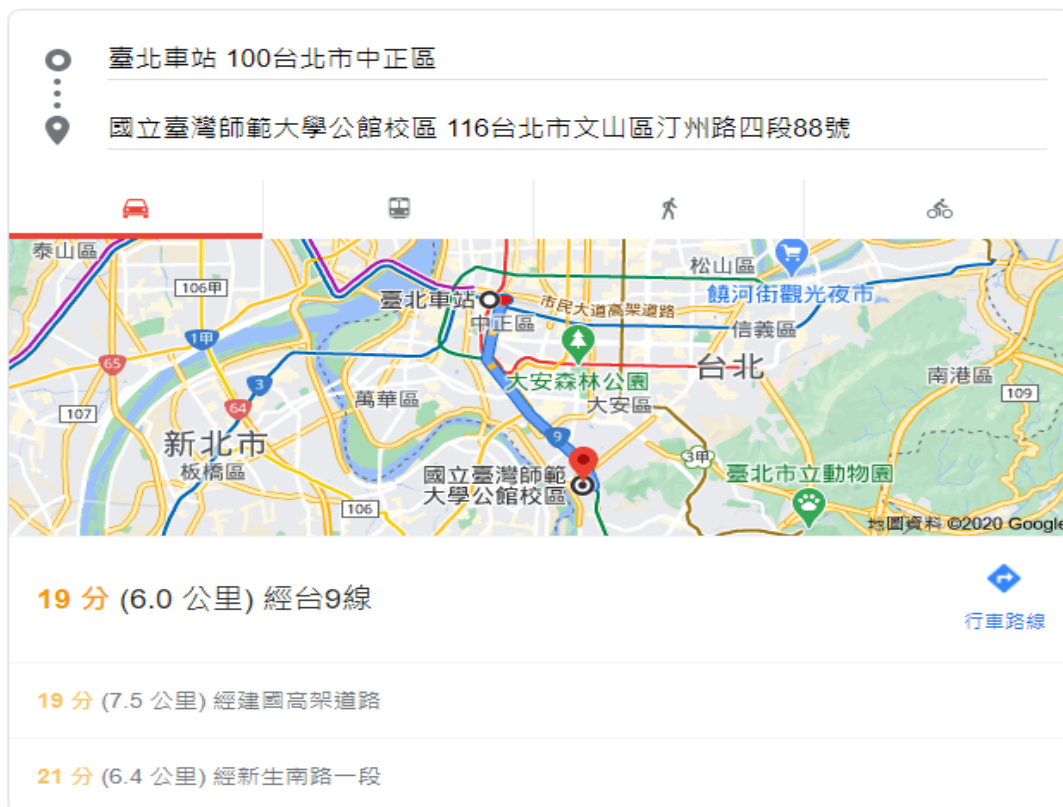 臺北車站 100台北市中正區
國立臺灣師範大學公館校區 116台北市文山區汀州路四段88號
泰山區
106甲
松山區
饒河街觀光夜市
臺北車站
市民大道高架道路
中正區
信義區
1甲
65
台北
3
大安森林公園
南港區
109
萬華區
大安區
64
107
新北市
9
3甲
板橋區
國立臺灣師範
大學公館校區
臺北市立動物園
106
地圖資料 ©2020 Google
19 分 (6.0 公里) 經台9線
行車路線
19 分 (7.5 公里) 經建國高架道路
21 分 (6.4 公里) 經新生南路一段